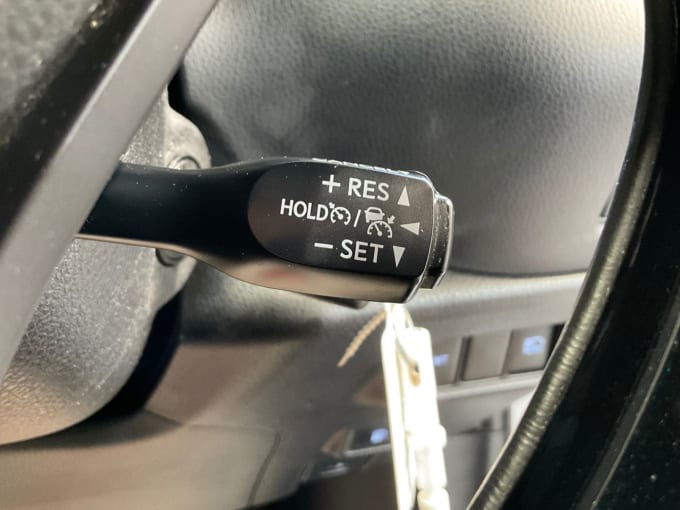 + RES
HOLD /
− SET